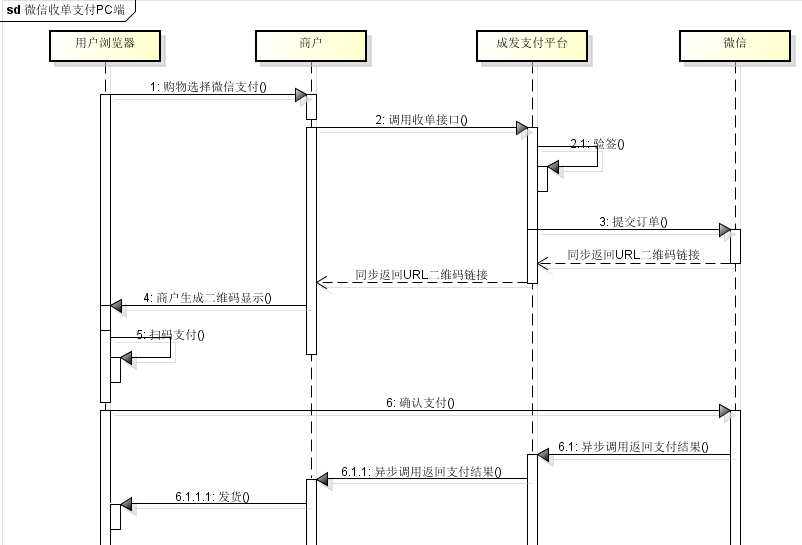 sd 微信收单支付PC端
用户浏览器
商户
成发支付平台
微信
1: 购物选择微信支付()
2: 调用收单接口()
2.1: 验签()
3: 提交订单()
同步返回URL二维码链接
同步返回URL二维码链接
4: 商户生成二维码显示()
5: 扫码支付()
6: 确认支付()
6.1: 异步调用返回支付结果()
6.1.1: 异步调用返回支付结果()
6.1.1.1: 发货()